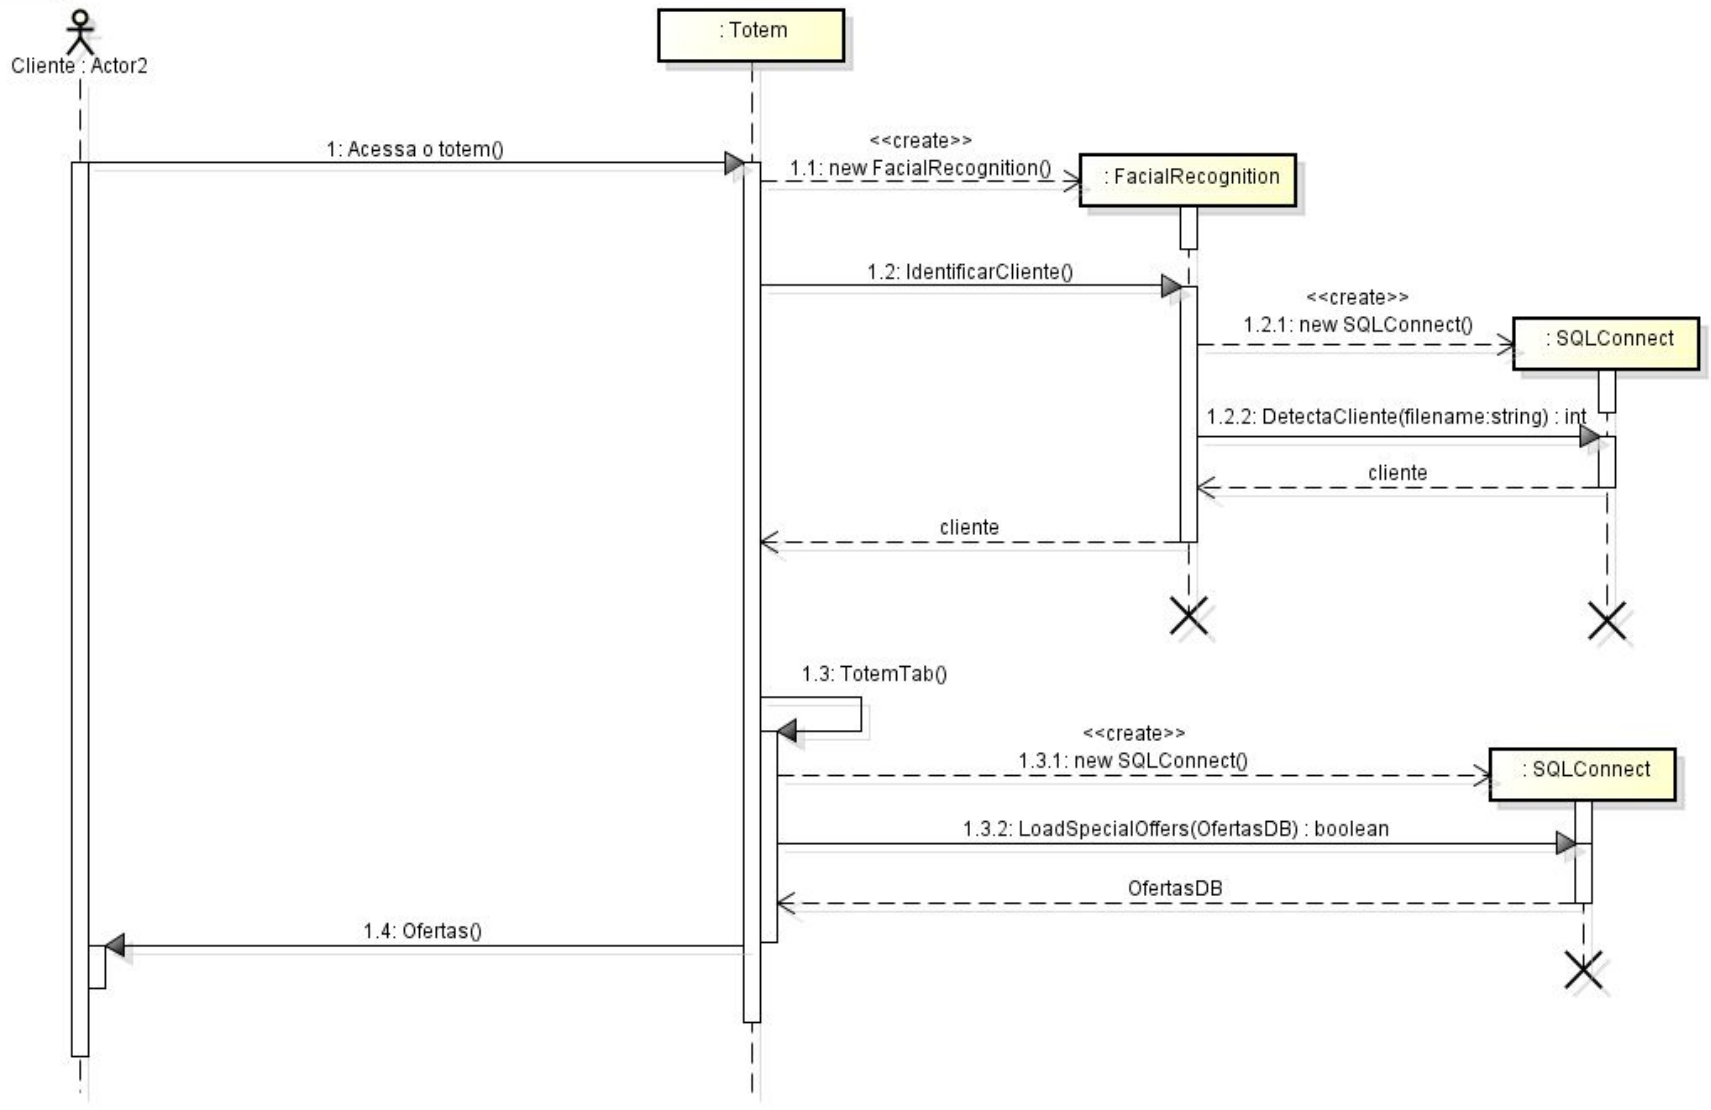 : Totem
Cliente : Actor2
<<create>>
1: Acessa o totem()
1.1: new FacialRecognition()
: FacialRecognition
1.2: IdentificarCliente()
<<create>>
1.2.1: new SQLConnect()
: SQLConnect
1.2.2: DetectaCliente(filename:string) : int
cliente
cliente
1.3: TotemTab()
<<create>>
1.3.1: new SQLConnect()
: SQLConnect
1.3.2: LoadSpecialOffers(OfertasDB) : boolean
OfertasDB
1.4: Ofertas()